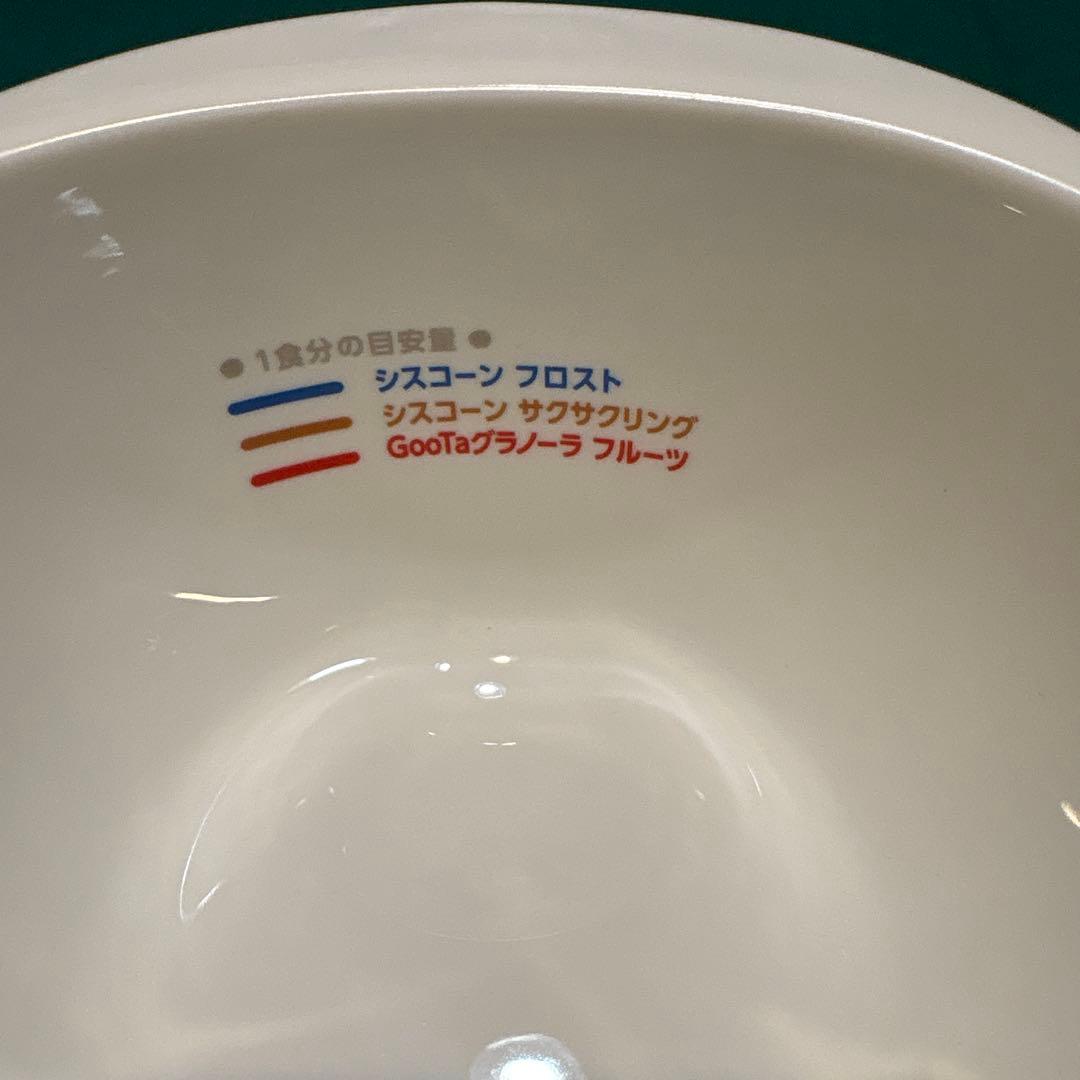 ● 1食分の目安量 ●
シスコーン フロスト
シスコーン サクサクリング
GooTaグラノーラ フルーツ